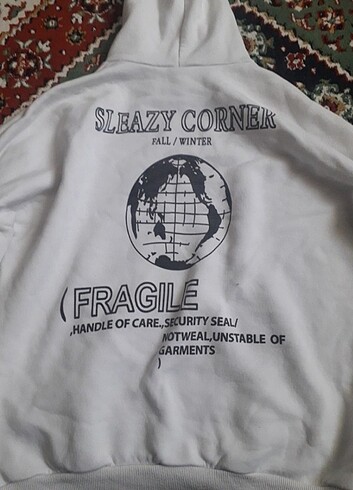 SLEAZY CORNER
FALL / WINTER
( FRAGILE
,HANDLE OF CARE,,SECURITY SEAL/
NOTWEAL,UNSTABLE OF
GARMENTS
)